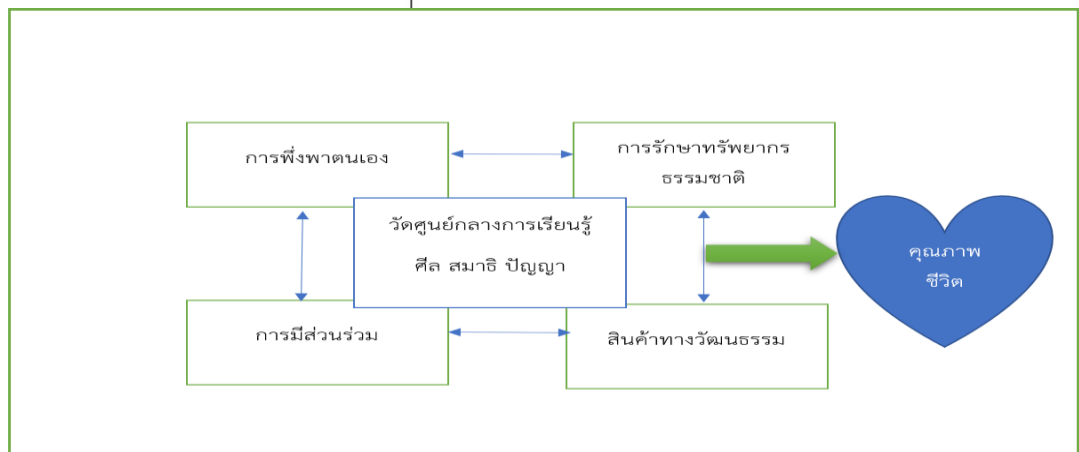 การพึ่งพาตนเอง
การรักษาทรัพยากร
ธรรมชาติ
วัดศูนย์กลางการเรียนรู้
ศีล สมาธิ ปัญญา
คุณภาพ
ชีวิต
การมีส่วนร่วม
สินค้าทางวัฒนธรรม